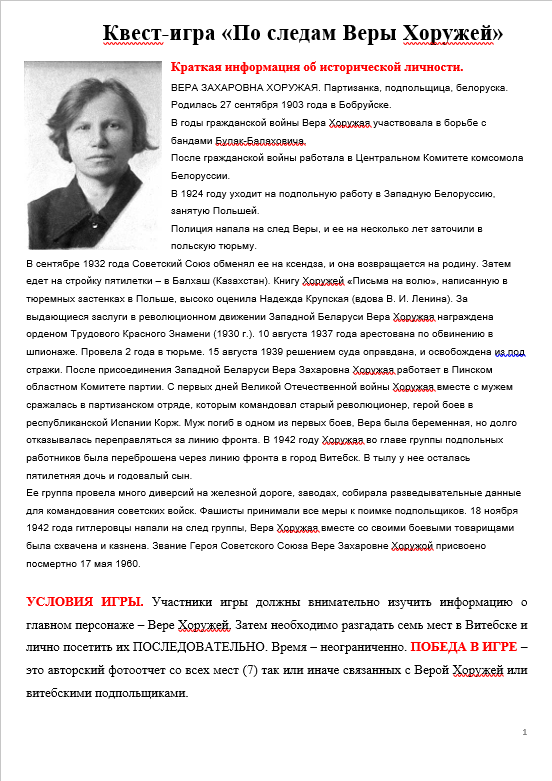 Квест-игра «По следам Веры Хоружей»
Краткая информация об исторической личности.
ВЕРА ЗАХАРОВНА ХОРУЖАЯ. Партизанка, подпольщица, белоруска.
Родилась 27 сентября 1903 года в Бобруйске.
В годы гражданской войны Вера Хоружая участвовала в борьбе с
бандами Булак-Балаховича.
После гражданской войны работала в Центральном Комитете комсомола
Белоруссии.
В 1924 году уходит на подпольную работу в Западную Белоруссию,
занятую Польшей.
Полиция напала на след Веры, и ее на несколько лет заточили в
польскую тюрьму.
В сентябре 1932 года Советский Союз обменял ее на ксендза, и она возвращается на родину. Затем
едет на стройку пятилетки – в Балхаш (Казахстан). Книгу Хоружей «Письма на волю», написанную в
тюремных застенках в Польше, высоко оценила Надежда Крупская (вдова В. И. Ленина). За
выдающиеся заслуги в революционном движении Западной Беларуси Вера Хоружая награждена
орденом Трудового Красного Знамени (1930 г.). 10 августа 1937 года арестована по обвинению в
шпионаже. Провела 2 года в тюрьме. 15 августа 1939 решением суда оправдана, и освобождена из под
стражи. После присоединения Западной Беларуси Вера Захаровна Хоружая работает в Пинском
областном Комитете партии. С первых дней Великой Отечественной войны Хоружая вместе с мужем
сражалась в партизанском отряде, которым командовал старый революционер, герой боев в
республиканской Испании Корж. Муж погиб в одном из первых боев, Вера была беременная, но долго
отказывалась переправляться за линию фронта. В 1942 году Хоружая во главе группы подпольных
работников была переброшена через линию фронта в город Витебск. В тылу у нее осталась
пятилетняя дочь и годовалый сын.
Ее группа провела много диверсий на железной дороге, заводах, собирала разведывательные данные
для командования советских войск. Фашисты принимали все меры к поимке подпольщиков. 18 ноября
1942 года гитлеровцы напали на след группы, Вера Хоружая вместе со своими боевыми товарищами
была схвачена и казнена. Звание Героя Советского Союза Вере Захаровне Хоружой присвоено
посмертно 17 мая 1960.
УСЛОВИЯ ИГРЫ. Участники игры должны внимательно изучить информацию о
главном персонаже – Вере Хоружей. Затем необходимо разгадать семь мест в Витебске и
лично посетить их ПОСЛЕДОВАТЕЛЬНО. Время – неограниченно. ПОБЕДА В ИГРЕ –
это авторский фотоотчет со всех мест (7) так или иначе связанных с Верой Хоружей или
витебскими подпольщиками.
1